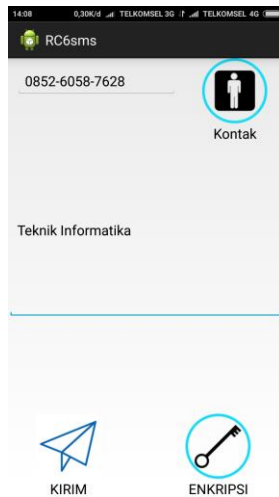 14:08 0,30K/d TELKOMSEL 3G TELKOMSEL 4G
RC6sms
0852-6058-7628
Kontak
Teknik Informatika
KIRIM ENKRIPSI